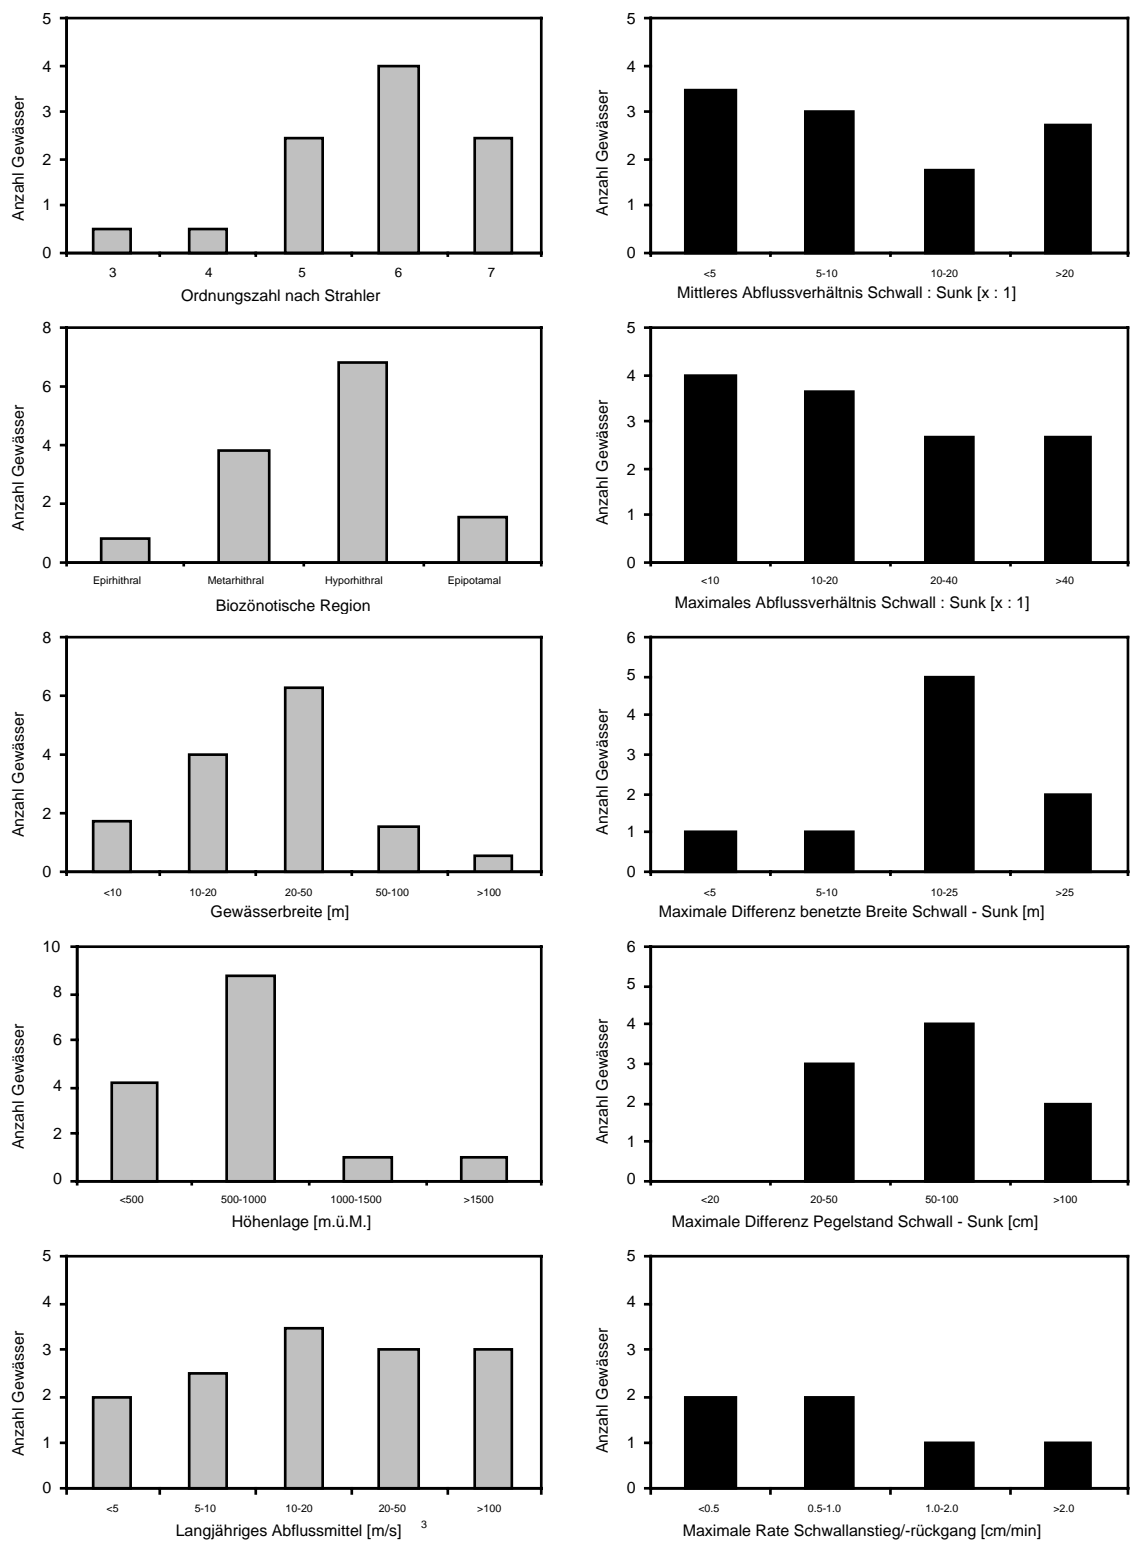 5
4
3
2
1
0
Anzahl Gewässer
3 4 5 6 7
Ordnungszahl nach Strahler
5
4
3
2
1
0
Anzahl Gewässer
<5 5-10 10-20 >20
Mittleres Abflussverhältnis Schwall : Sunk [x : 1]
8
6
4
2
0
Anzahl Gewässer
Epirhithral Metarhithral Hyporhithral Epipotamal
Biozönotische Region
5
4
3
2
1
0
Anzahl Gewässer
<10 10-20 20-40 >40
Maximales Abflussverhältnis Schwall : Sunk [x : 1]
8
6
4
2
0
Anzahl Gewässer
<10 10-20 20-50 50-100 >100
Gewässerbreite [m]
6
5
4
3
2
1
0
Anzahl Gewässer
<5 5-10 10-25 >25
Maximale Differenz benetzte Breite Schwall - Sunk [m]
10
8
6
4
2
0
Anzahl Gewässer
<500 500-1000 1000-1500 >1500
Höhenlage [m.ü.M.]
6
5
4
3
2
1
0
Anzahl Gewässer
<20 20-50 50-100 >100
Maximale Differenz Pegelstand Schwall - Sunk [cm]
5
4
3
2
1
0
Anzahl Gewässer
<5 5-10 10-20 20-50 >100
Langjähriges Abflussmittel [m/s] 3
5
4
3
2
1
0
Anzahl Gewässer
<0.5 0.5-1.0 1.0-2.0 >2.0
Maximale Rate Schwallanstieg/-rückgang [cm/min]